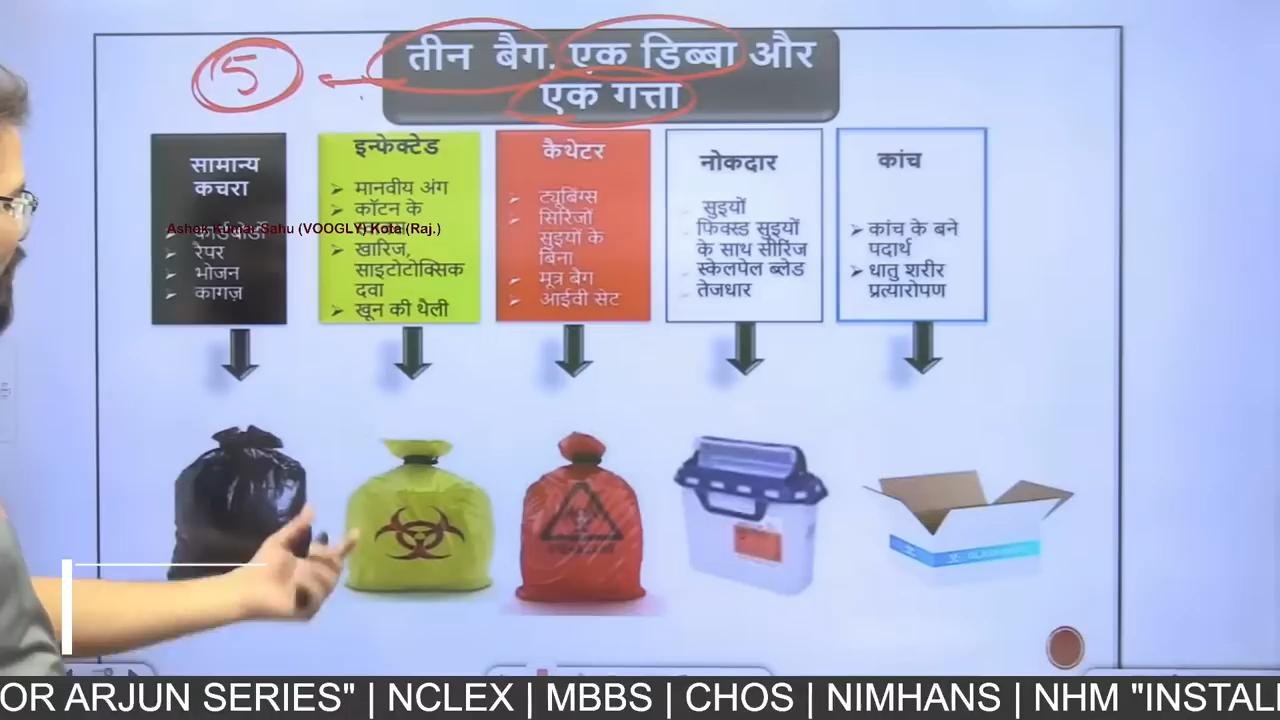 5
तीन बैग. एक डिब्बा और
एक गत्ता
सामान्य
कचरा
कार्डबोर्डों
रैपर
भोजन
कागज़
इन्फेक्टेड
मानवीय अंग
कॉटन के
खारिज,
साइटोटोक्सिक
दवा
खून की थैली
Ashok Kumar Sahu (VOOGLY) Kota (Raj.)
कैथेटर
ट्यूबिंग्स
सिरिंजों
सुइयों के
बिना
मूत्र बेग
आईवी सेट
नोकदार
सुइयों
फिक्स्ड सुइयों
के साथ सीरिंज
स्केलपेल ब्लेड
तेजधार
कांच
कांच के बने
पदार्थ
धातु शरीर
प्रत्यारोपण
OR ARJUN SERIES" | NCLEX | MBBS | CHOS | NIMHANS | NHM "INSTAL